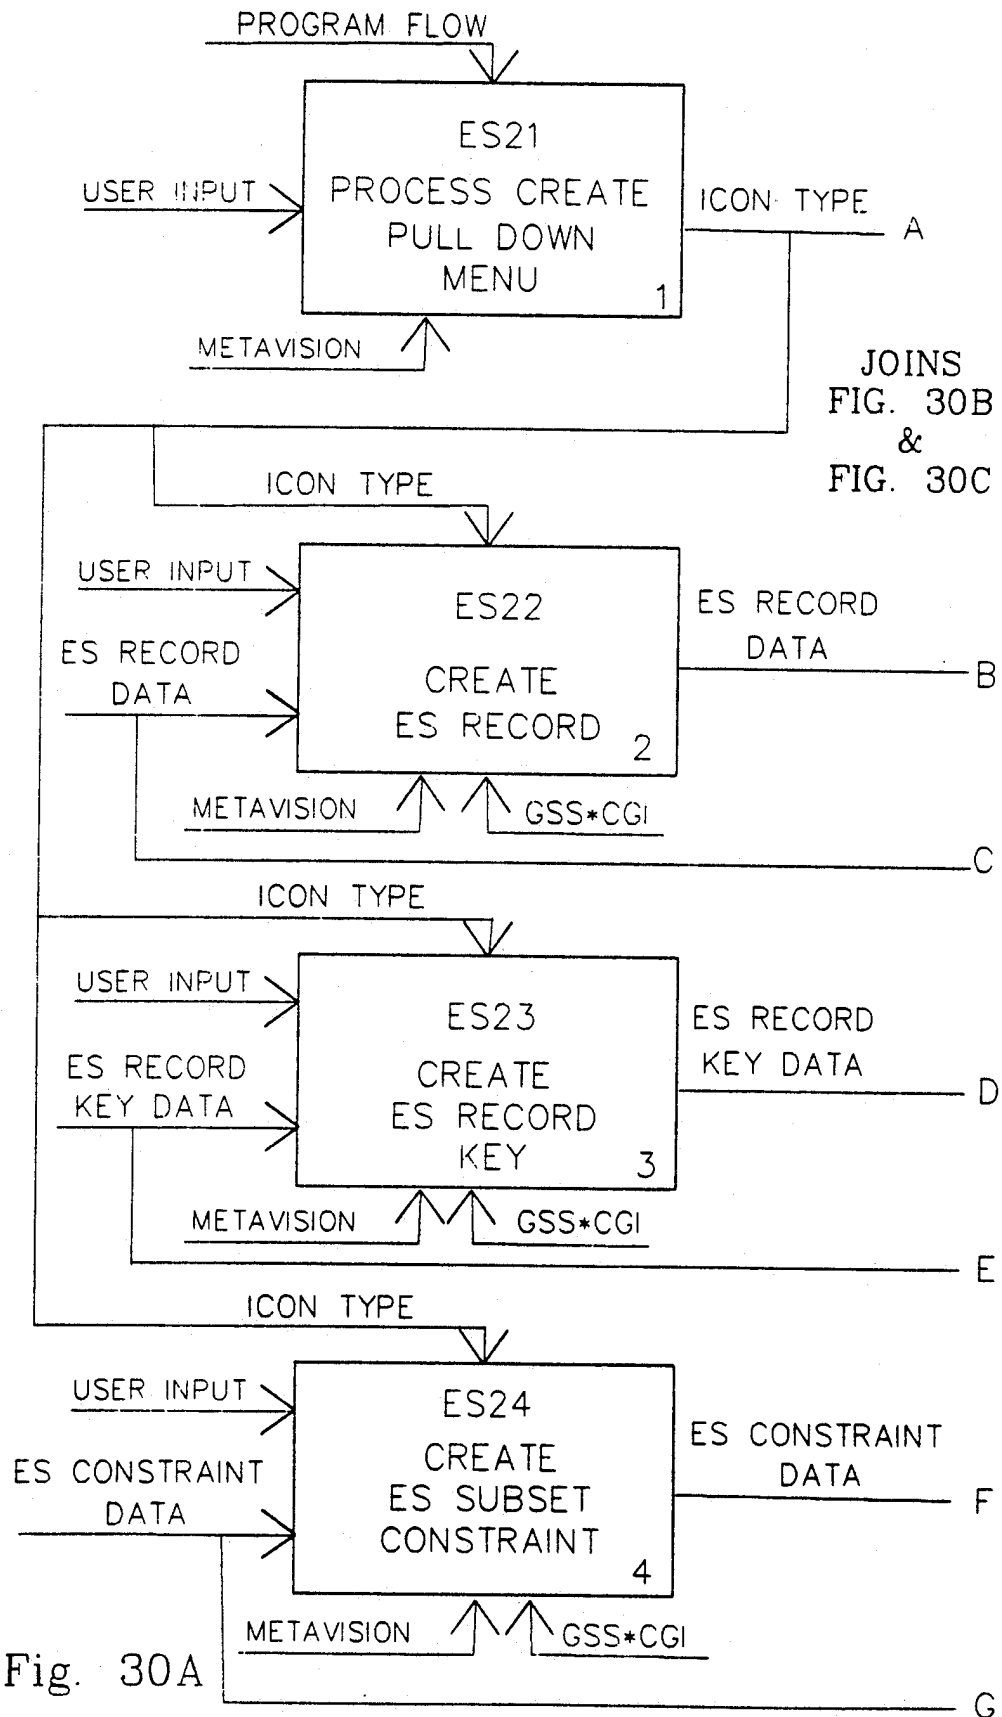 PROGRAM FLOW
ES21
PROCESS CREATE
PULL DOWN
MENU
1
USER INPUT
ICON TYPE
A
METAVISION
JOINS
FIG. 30B
&
FIG. 30C
ICON TYPE
USER INPUT
ES22
CREATE
ES RECORD
2
ES RECORD
DATA
ES RECORD
DATA
B
METAVISION
GSS*CGI
C
ICON TYPE
USER INPUT
ES23
CREATE
ES RECORD
KEY
3
ES RECORD
KEY DATA
ES RECORD
KEY DATA
D
METAVISION
GSS*CGI
E
ICON TYPE
USER INPUT
ES24
CREATE
ES SUBSET
CONSTRAINT
4
ES CONSTRAINT
DATA
ES CONSTRAINT
DATA
F
METAVISION
GSS*CGI
Fig. 30A
G